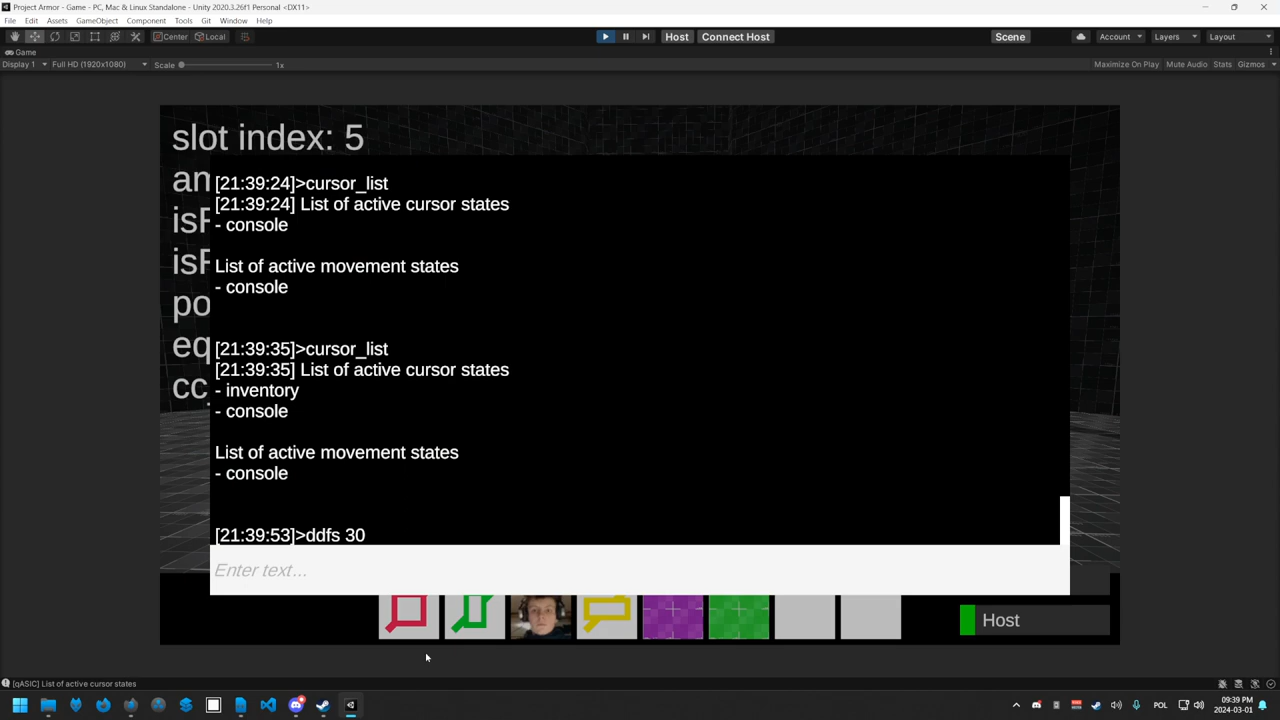 Project Armor - Game - PC, Mac & Linux Standalone - Unity 2020.3.26f1 Personal <DX11>
File Edit Assets GameObject Component Tools Git Window Help
Center Local Host Connect Host Scene Account Layers Layout
Game
Display 1 Full HD (1920x1080) Scale 1x Maximize On Play Mute Audio Stats Gizmos
slot index: 5
[21:39:24]>cursor_list
[21:39:24] List of active cursor states
- console
List of active movement states
- console
[21:39:35]>cursor_list
[21:39:35] List of active cursor states
- inventory
- console
List of active movement states
- console
[21:39:53]>ddfs 30
Enter text...
Host
[qASIC] List of active cursor states
POL
09:39 PM
2024-03-01